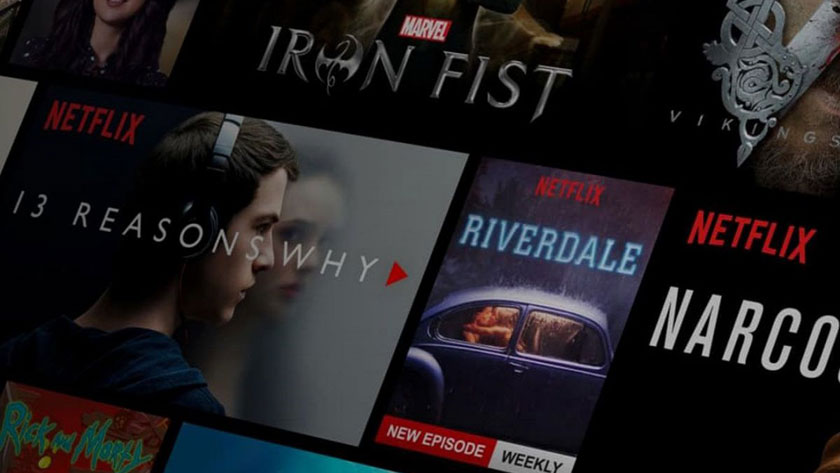 MARVEL
IRON FIST
VIKINGS
NETFLIX
13 REASONS WHY
NETFLIX
RIVERDALE
NEW EPISODE WEEKLY
NETFLIX
NARCO
Rick and Morty